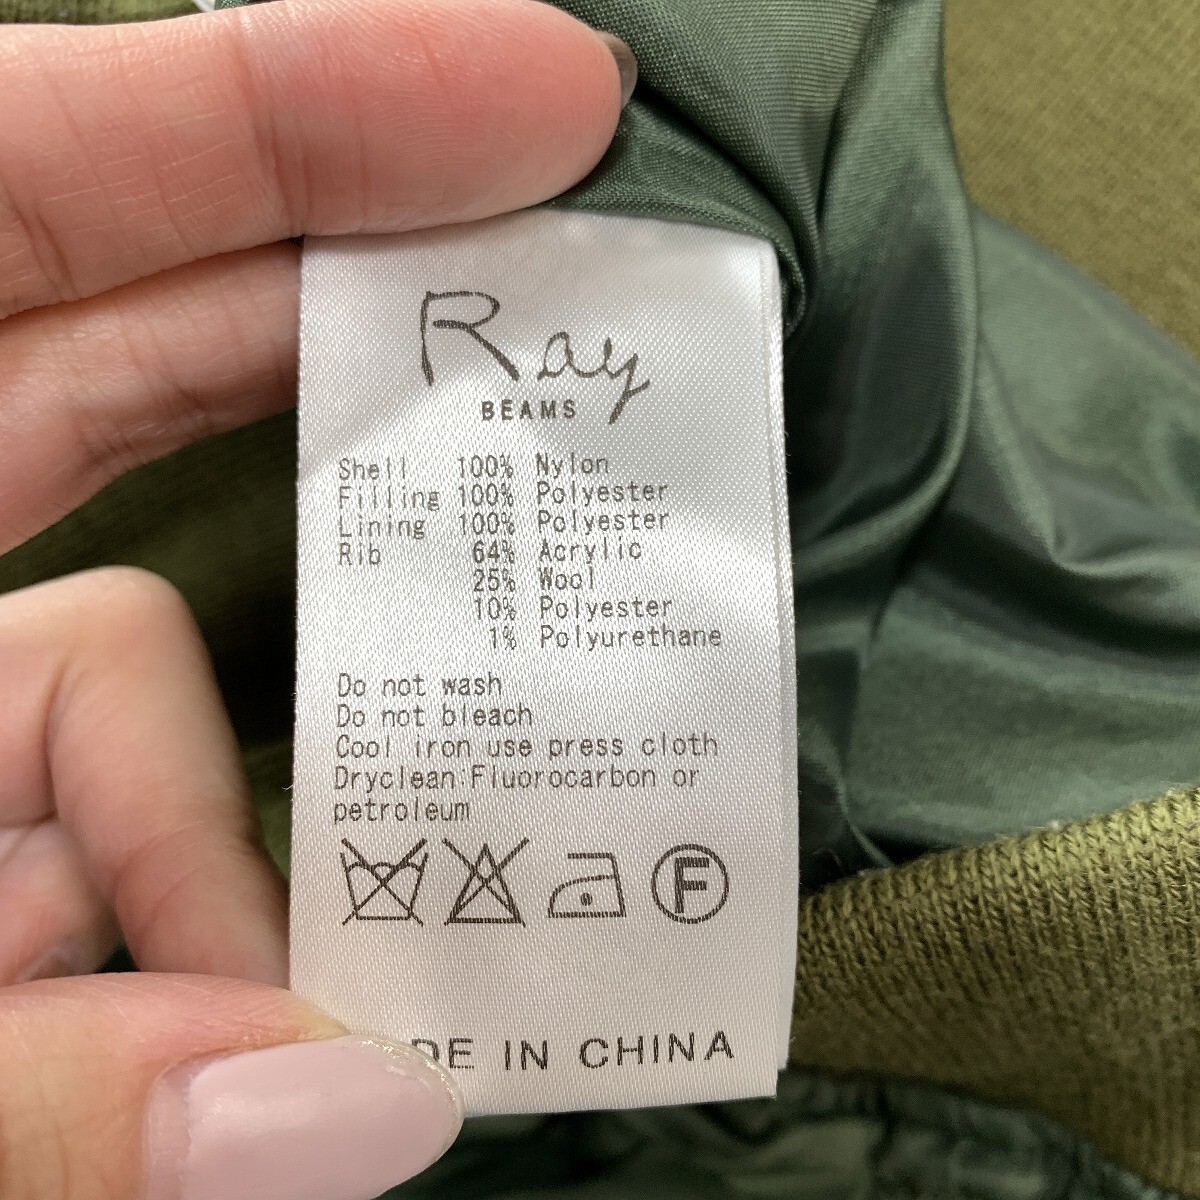 Ray
BEAMS
Shell 100% Nylon
Filling 100% Polyester
Lining 100% Polyester
Rib 64% Acrylic
25% Wool
10% Polyester
1% Polyurethane
Do not wash
Do not bleach
Cool iron use press cloth
Dryclean:Fluorocarbon or
petroleum
F
DE IN CHINA